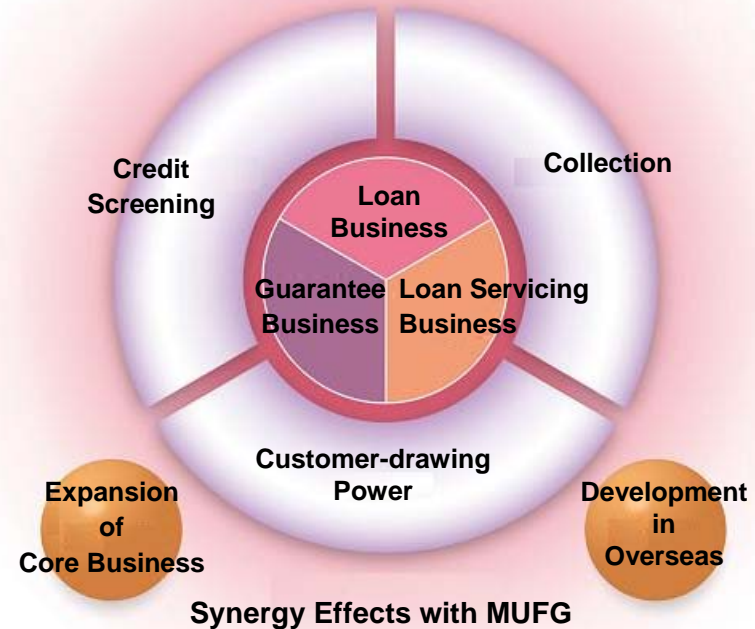 Credit
Screening
Collection
Loan
Business
Guarantee
Business
Loan Servicing
Business
Customer-drawing
Power
Expansion
of
Core Business
Development
in
Overseas
Synergy Effects with MUFG